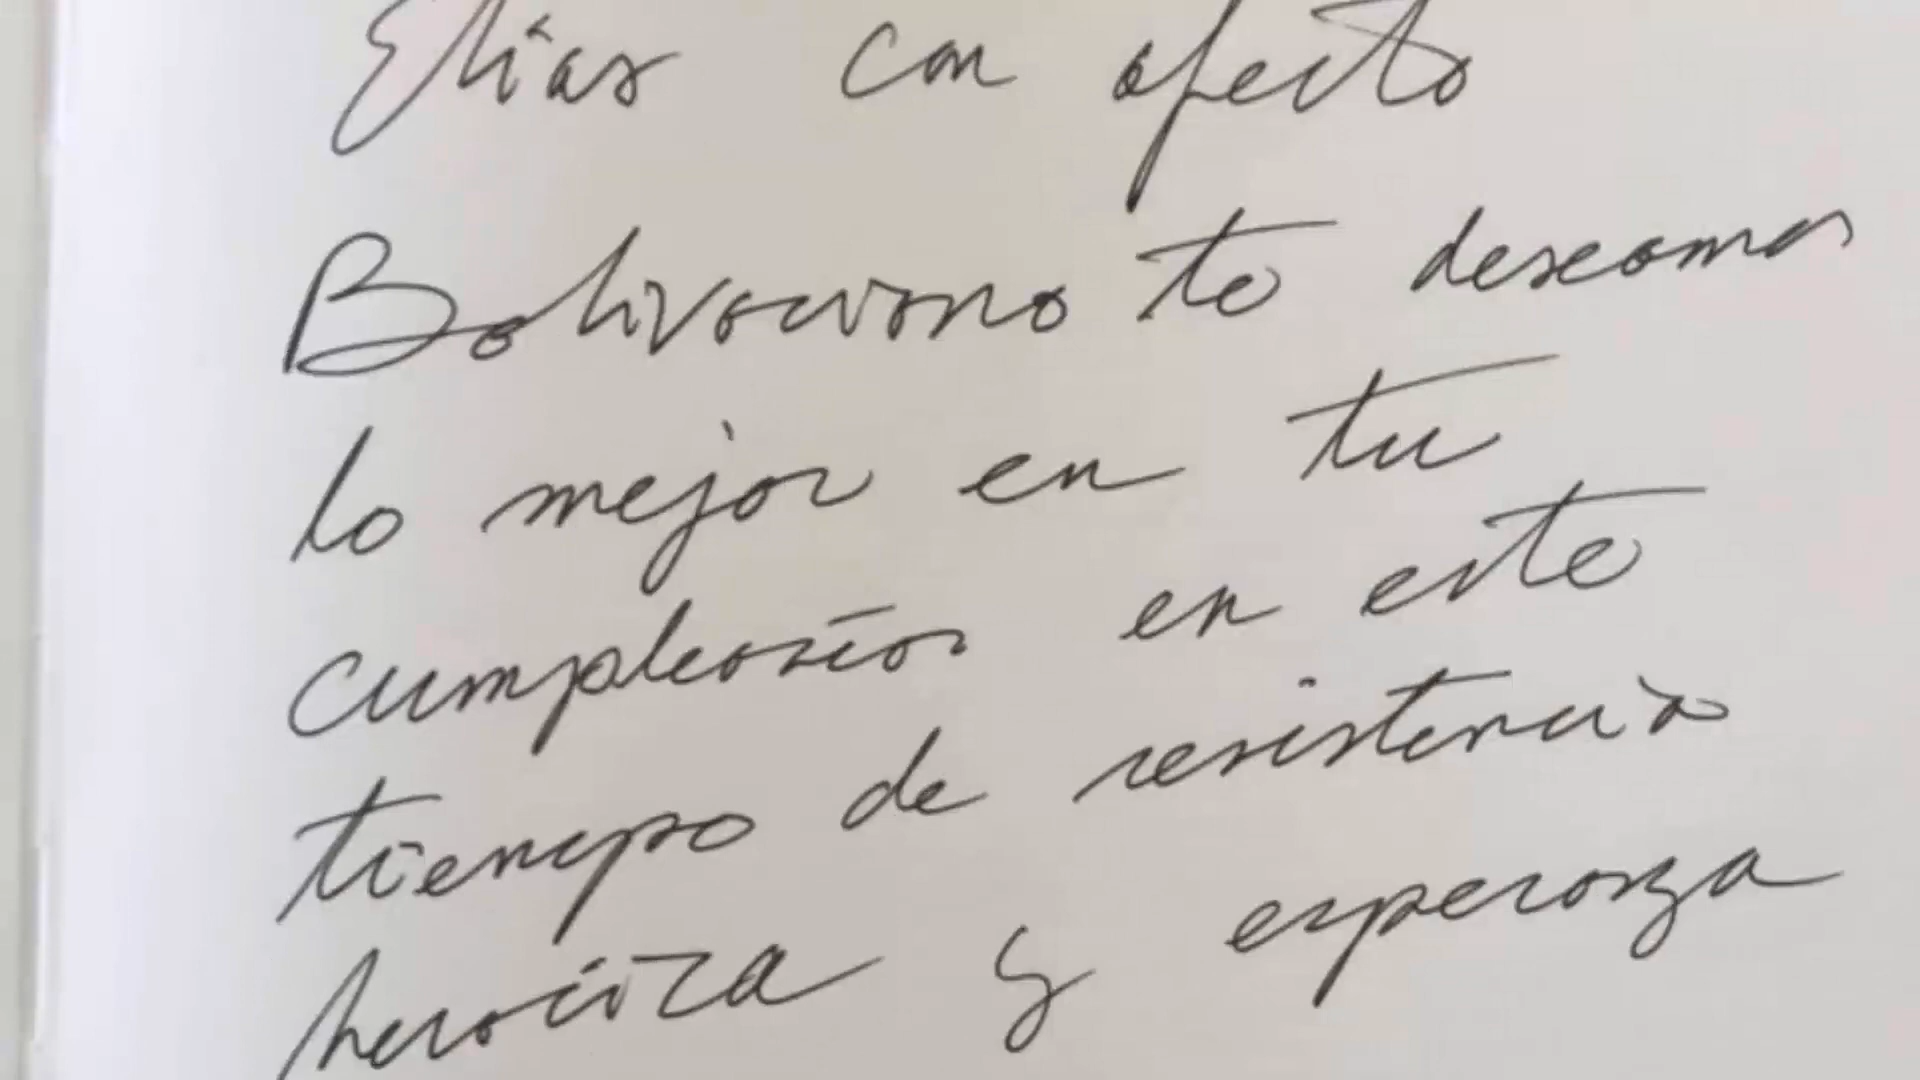 Elías con afecto
Bolivariano te deseamos
lo mejor en tu
cumpleaños en este
tiempo de resistencia
heroica y esperanza